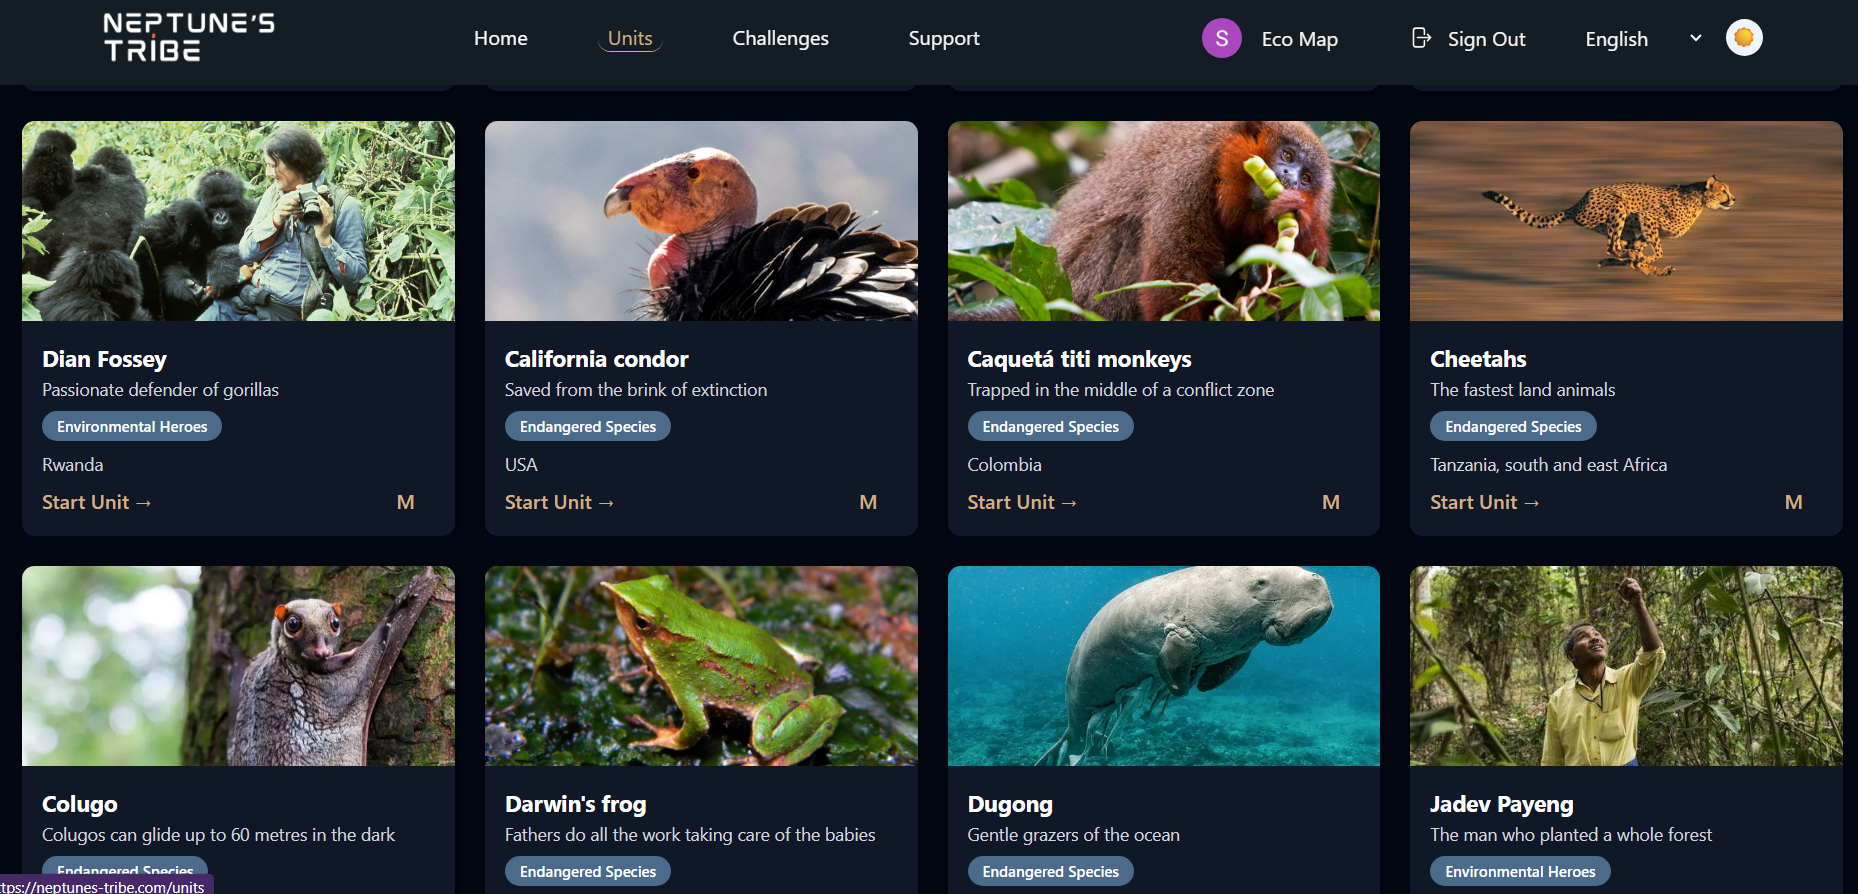 NEPTUNE'S
TRIBE
Home
Units
Challenges
Support
S
Eco Map
Sign Out
English
Dian Fossey
Passionate defender of gorillas
Environmental Heroes
Rwanda
Start Unit →
M
California condor
Saved from the brink of extinction
Endangered Species
USA
Start Unit →
M
Caquetá titi monkeys
Trapped in the middle of a conflict zone
Endangered Species
Colombia
Start Unit →
M
Cheetahs
The fastest land animals
Endangered Species
Tanzania, south and east Africa
Start Unit →
M
Colugo
Colugos can glide up to 60 metres in the dark
Endangered Species
Darwin's frog
Fathers do all the work taking care of the babies
Endangered Species
Dugong
Gentle grazers of the ocean
Endangered Species
Jadev Payeng
The man who planted a whole forest
Environmental Heroes
ttps://neptunes-tribe.com/units